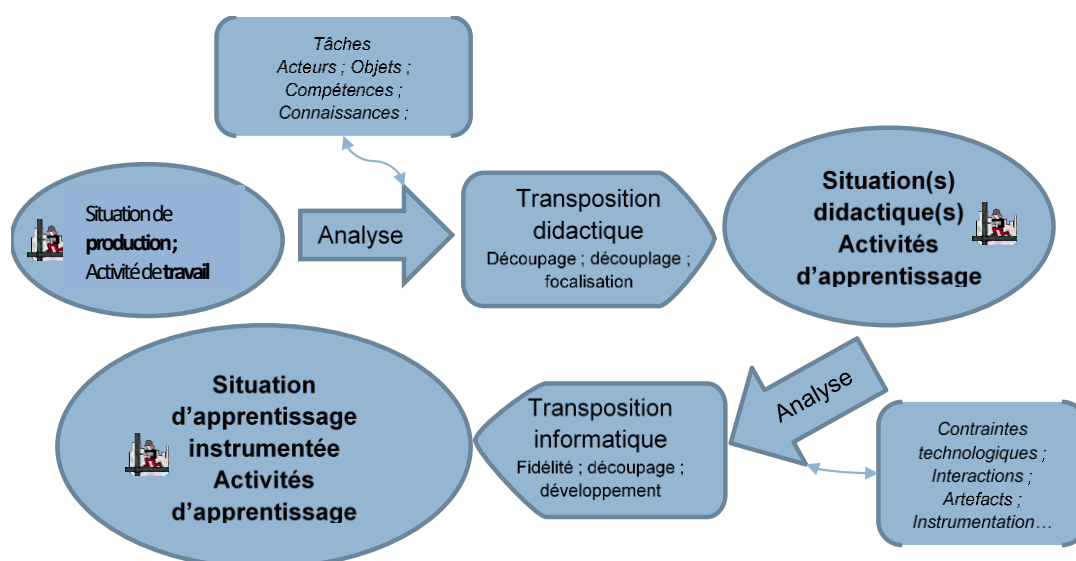 Tâches
Acteurs ; Objets ;
Compétences ;
Connaissances ;
Situation de
production ;
Activité de travail
Analyse
Transposition
didactique
Découpage ; découplage ;
focalisation
Situation(s)
didactique(s)
Activités
d’apprentissage
Analyse
Contraintes
technologiques ;
Interactions ;
Artefacts ;
Instrumentation…
Transposition
informatique
Fidélité ; découpage ;
développement
Situation
d’apprentissage
instrumentée
Activités
d’apprentissage